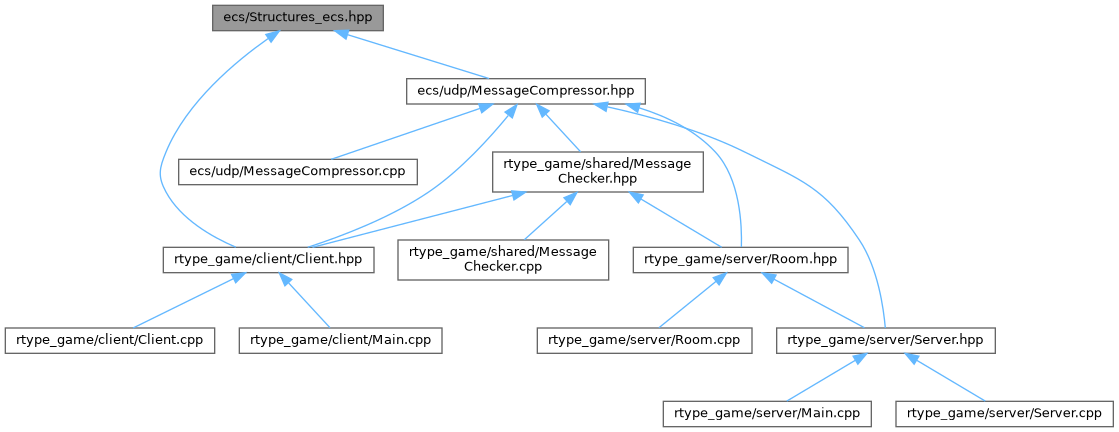 ecs/Structures_ecs.hpp
ecs/udp/MessageCompressor.hpp
ecs/udp/MessageCompressor.cpp
rtype_game/shared/Message
Checker.hpp
rtype_game/client/Client.hpp
rtype_game/shared/Message
Checker.cpp
rtype_game/server/Room.hpp
rtype_game/client/Client.cpp
rtype_game/client/Main.cpp
rtype_game/server/Room.cpp
rtype_game/server/Server.hpp
rtype_game/server/Main.cpp
rtype_game/server/Server.cpp